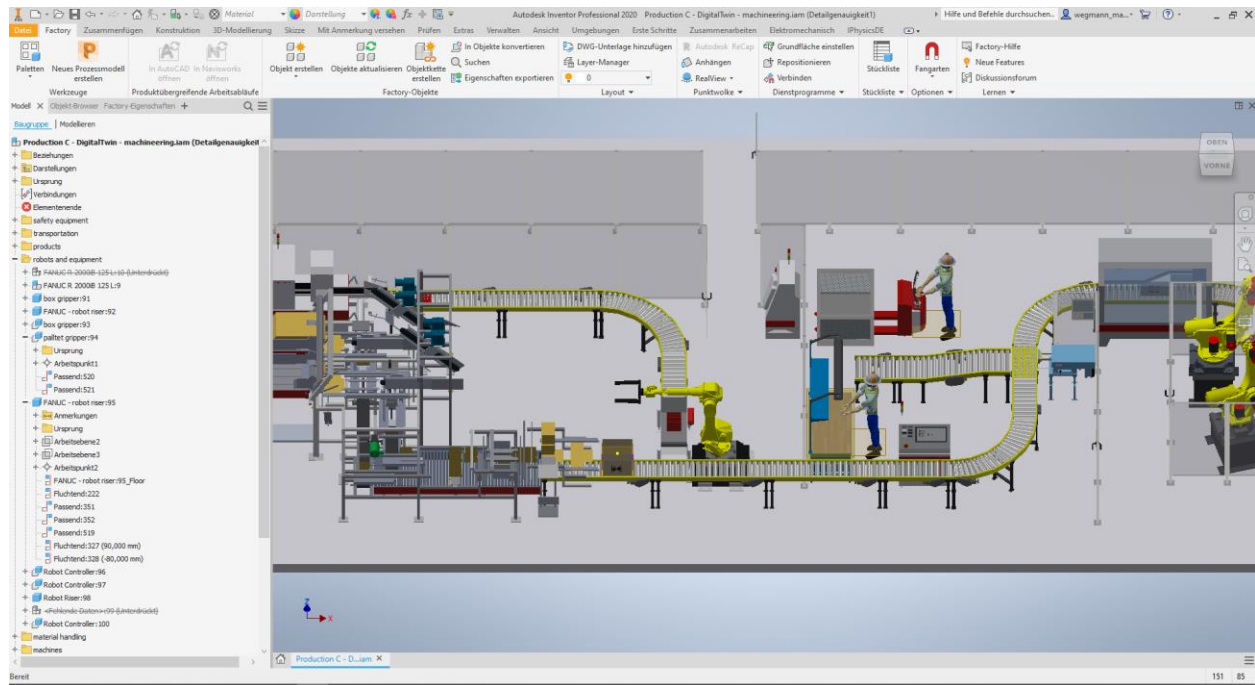 Material
Darstellung
Autodesk Inventor Professional 2020 Production C - DigitalTwin - machineering.iam (Detailgenauigkeit1)
Hilfe und Befehle durchsuchen...
wegmann_ma...
Datei Factory Zusammenfügen Konstruktion 3D-Modellierung Skizze Mit Anmerkung versehen Prüfen Extras Verwalten Ansicht Umgebungen Erste Schritte Zusammenarbeiten Elektromechanisch IPhysicsDE
Paletten
Neues Prozessmodell erstellen
Werkzeuge
In AutoCAD öffnen
In Navisworks öffnen
Produktübergreifende Arbeitsabläufe
Objekt erstellen
Objekte aktualisieren
Objektkette erstellen
In Objekte konvertieren
Suchen
Eigenschaften exportieren
Factory-Objekte
DWG-Unterlage hinzufügen
Layer-Manager
0
Layout
Autodesk ReCap
Anhängen
RealView
Punktwolke
Grundfläche einstellen
Repositionieren
Verbinden
Dienstprogramme
Stückliste
Stückliste
Fangarten
Optionen
Factory-Hilfe
Neue Features
Diskussionsforum
Lernen
Modell Objekt-Browser Factory-Eigenschaften
Baugruppe | Modellieren
Production C - DigitalTwin - machineering.iam (Detailgenauigkeit
Beziehungen
Darstellungen
Ursprung
Verbindungen
Elementenende
safety equipment
transportation
products
robots and equipment
FANUC R 2000iB 125 L:10 (Unterdrückt)
FANUC R 2000iB 125 L:9
box gripper:91
FANUC - robot riser:92
box gripper:93
palltet gripper:94
Ursprung
Arbeitspunkt1
Passend:520
Passend:521
FANUC - robot riser:95
Anmerkungen
Ursprung
Arbeitsebene2
Arbeitsebene3
Arbeitspunkt2
FANUC - robot riser:95_Floor
Fluchtend:222
Passend:351
Passend:352
Passend:519
Fluchtend:327 (90,000 mm)
Fluchtend:328 (-80,000 mm)
Robot Controller:96
Robot Controller:97
Robot Riser:98
<Fehlende Daten>:99 (Unterdrückt)
Robot Controller:100
material handling
machines
OBEN
VORNE
Z
X
Production C - D...iam
Bereit
151 85